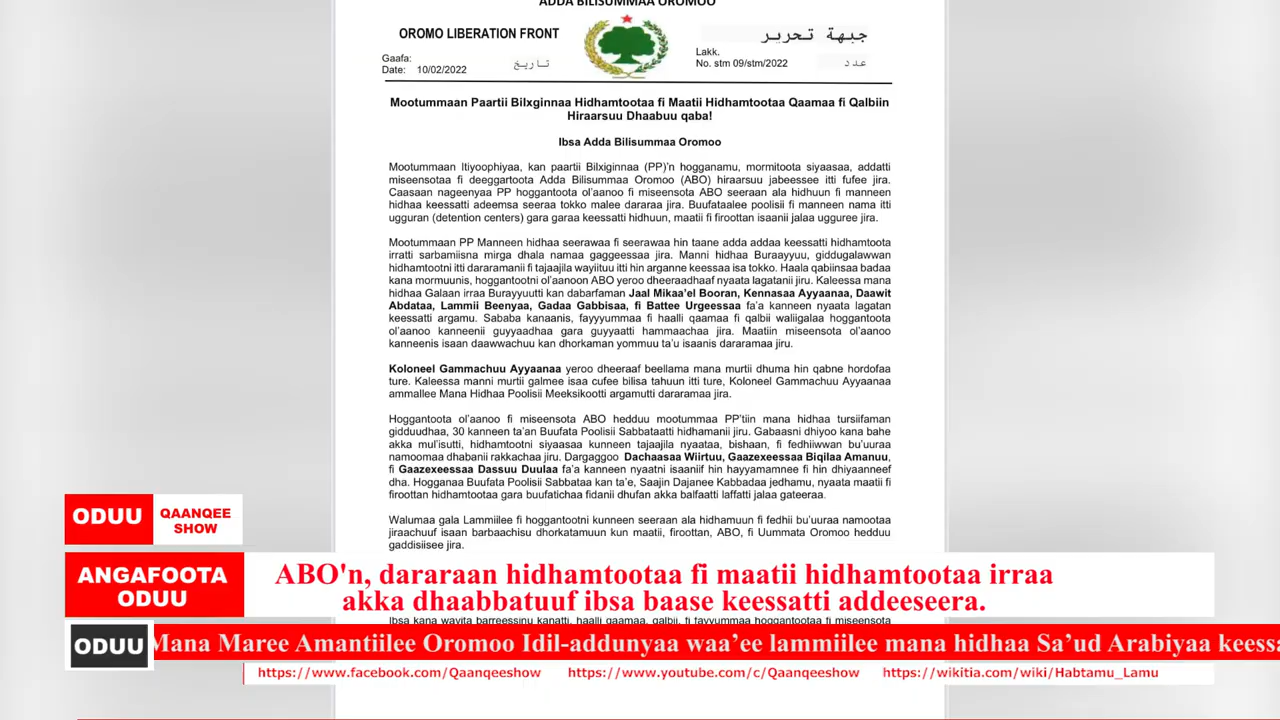 ADDA BILISUMMAA OROMOO
OROMO LIBERATION FRONT
جبهة تحرير
Gaafa:
Date: 10/02/2022
تاريخ
Lakk.
No. stm 09/stm/2022
عدد
Mootummaan Paartii Bilxginnaa Hidhamtootaa fi Maatii Hidhamtootaa Qaamaa fi Qalbiin
Hiraarsuu Dhaabuu qaba!
Ibsa Adda Bilisummaa Oromoo
Mootummaan Itiyoophiyaa, kan paartii Bilxiginnaa (PP)'n hogganamu, mormitoota siyaasaa, addatti
miseensotaa fi deeggartoota Adda Bilisummaa Oromoo (ABO) hiraarsuu jabeessee itti fufee jira.
Caasaan nageenyaa PP hoggantoota ol'aanoo fi miseensota ABO seeraan ala hidhuun fi manneen
hidhaa keessatti adeemsa seeraa tokko malee dararaa jira. Buufataalee poolisii fi manneen nama itti
ugguran (detention centers) gara garaa keessatti hidhuun, maatii fi firoottan isaanii jalaa ugguree jira.
Mootummaan PP Manneen hidhaa seerawaa fi seerawaa hin taane adda addaa keessatti hidhamtoota
irratti sarbamiisna mirga dhala namaa gaggeessaa jira. Manni hidhaa Buraayyuu, giddugalawwan
hidhamtootni itti dararamanii fi tajaajila wayiituu itti hin arganne keessaa isa tokko. Haala qabiinsaa badaa
kana mormuunis, hoggantootni ol'aanoon ABO yeroo dheeraadhaaf nyaata lagatanii jiru. Kaleessa mana
hidhaa Galaan irraa Burayyuutti kan dabarfaman Jaal Mikaa'el Booran, Kennasaa Ayyaanaa, Daawit
Abdataa, Lammii Beenyaa, Gadaa Gabbisaa, fi Battee Urgeessaa fa'a kanneen nyaata lagatan
keessatti argamu. Sababa kanaanis, fayyyummaa fi haalli qaamaa fi qalbii waliigalaa hoggantoota
ol'aanoo kanneenii guyyaadhaa gara guyyaatti hammaachaa jira. Maatiin miseensota ol'aanoo
kanneenis isaan daawwachuu kan dhorkaman yommuu ta'u isaanis dararamaa jiru.
Koloneel Gammachuu Ayyaanaa yeroo dheeraaf beellama mana murtii dhuma hin qabne hordofaa
ture. Kaleessa manni murtii galmee isaa cufee bilisa tahuun itti ture, Koloneel Gammachuu Ayyaanaa
ammallee Mana Hidhaa Poolisii Meeksikootti argamutti dararamaa jira.
Hoggantoota ol'aanoo fi miseensota ABO hedduu mootummaa PP'tiin mana hidhaa tursiifaman
gidduudhaa, 30 kanneen ta'an Buufata Poolisii Sabbataatti hidhamanii jiru. Gabaasni dhiyoo kana bahe
akka mul'isutti, hidhamtootni siyaasaa kunneen tajaajila nyaataa, bishaan, fi fedhiiwwan bu'uuraa
namoomaa dhabanii rakkachaa jiru. Dargaggoo Dachaasaa Wiirtuu, Gaazexeessaa Biqilaa Amanuu,
fi Gaazexeessaa Dassuu Duulaa fa'a kanneen nyaatni isaaniif hin hayyamamnee fi hin dhiyaanneef
dha. Hogganaa Buufata Poolisii Sabbataa kan ta'e, Saajin Dajanee Kabbadaa jedhamu, nyaata maatii fi
firoottan hidhamtootaa gara buufatichaa fidanii dhufan akka balfaatti laffatti jalaa gateeraa.
Walumaa gala Lammiilee fi hoggantootni kunneen seeraan ala hidhamuun fi fedhii bu'uuraa namootaa
jiraachuuf isaan barbaachisu dhorkatamuun kun maatii, firoottan, ABO, fi Uummata Oromoo hedduu
gaddisiisee jira.
ODUU
QAANQEE
SHOW
ANGAFOOTA
ODUU
ABO'n, dararaan hidhamtootaa fi maatii hidhamtootaa irraa
akka dhaabbatuuf ibsa baase keessatti addeeseera.
Ibsa kana wayita barreessinu kanatti, haalli qaamaa, qalbii, fi fayyummaa hoggantootaa fi miseensota
ODUU
Mana Maree Amantiilee Oromoo Idil-addunyaa waa'ee lammiilee mana hidhaa Sa'ud Arabiyaa keessa
https://www.facebook.com/Qaanqeeshow
https://www.youtube.com/c/Qaanqeeshow
https://wikitia.com/wiki/Habtamu_Lamu